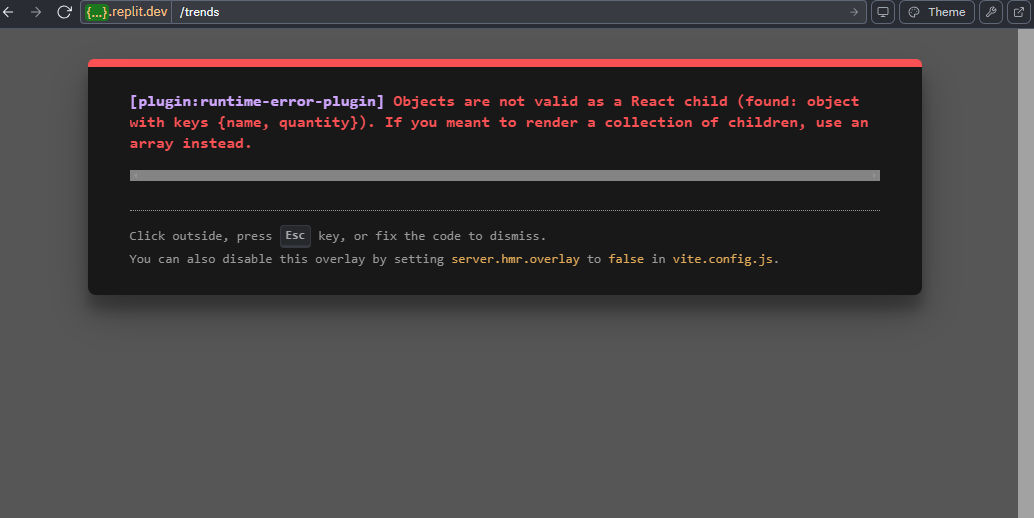 {...}.replit.dev /trends Theme
[plugin:runtime-error-plugin] Objects are not valid as a React child (found: object
with keys {name, quantity}). If you meant to render a collection of children, use an
array instead.
Click outside, press Esc key, or fix the code to dismiss.
You can also disable this overlay by setting server.hmr.overlay to false in vite.config.js.